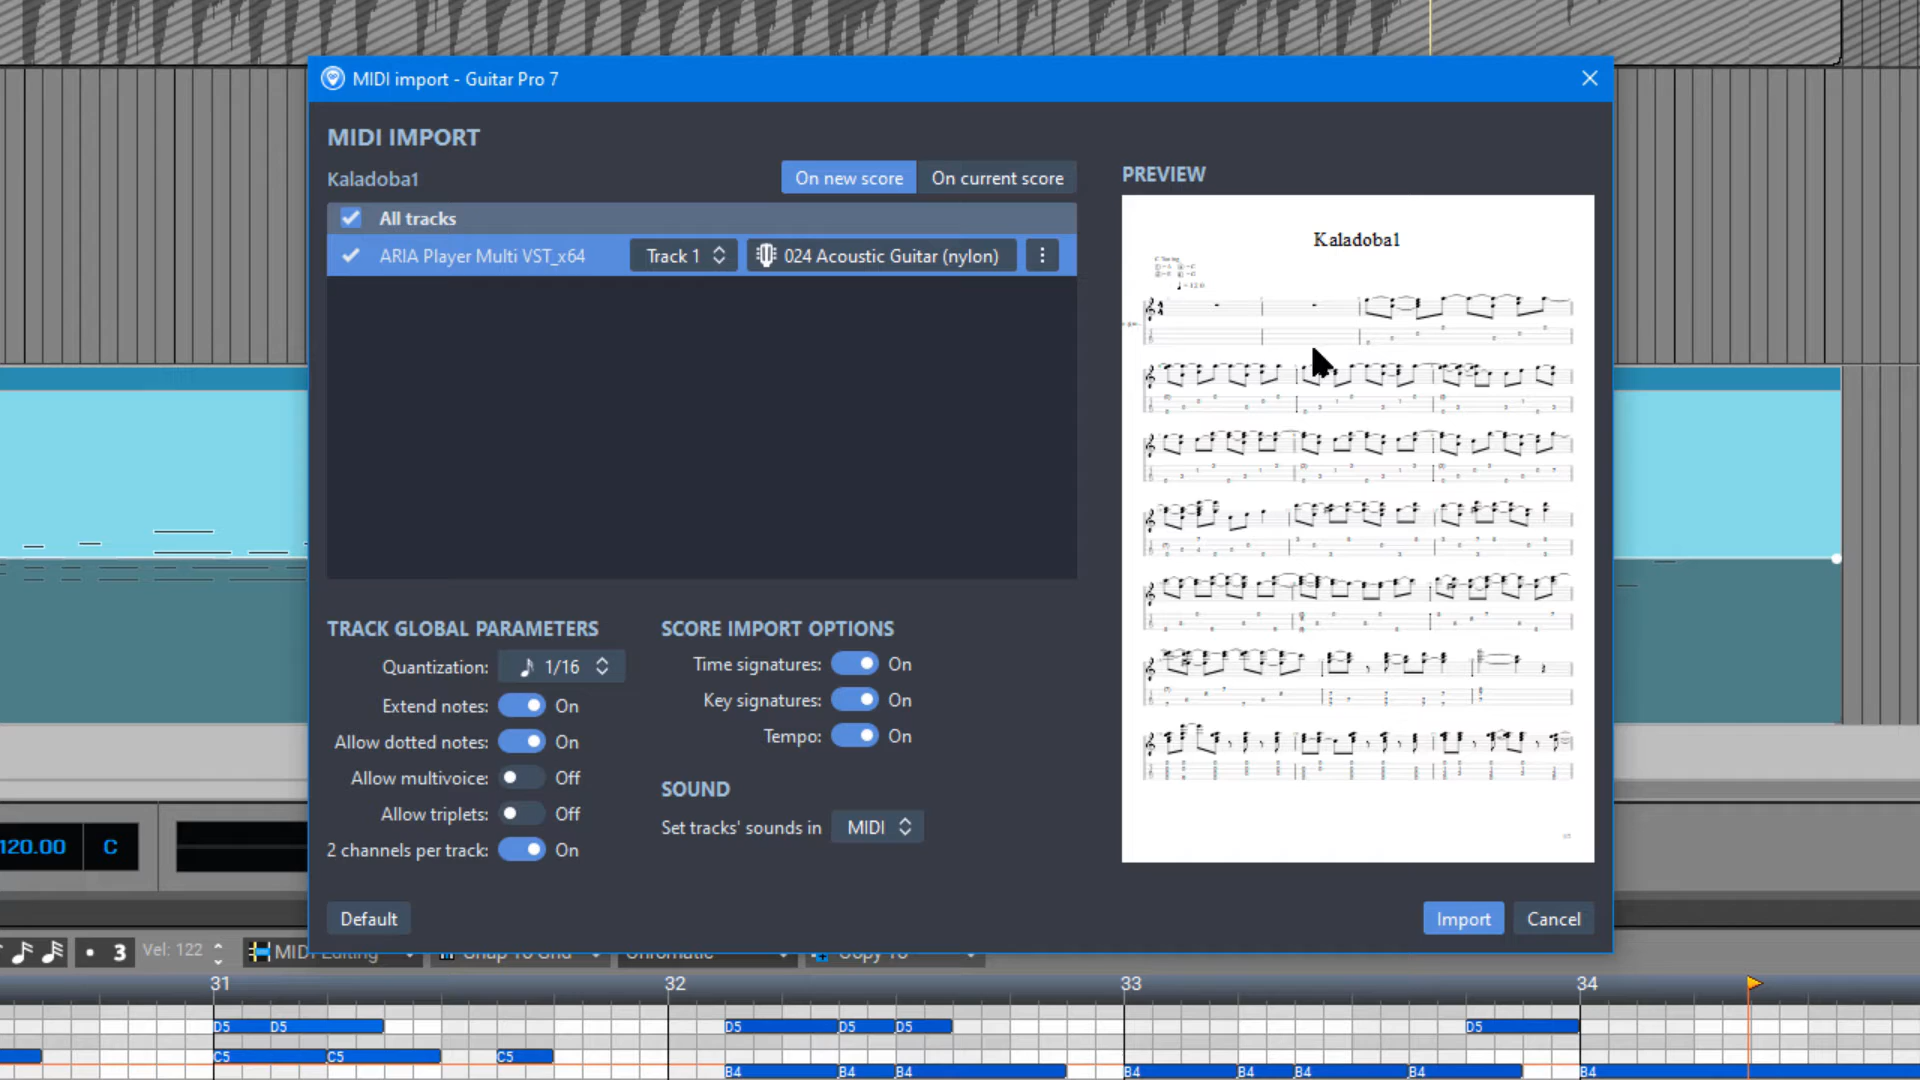 MIDI import - Guitar Pro 7
MIDI IMPORT
Kaladoba1
On new score
On current score
PREVIEW
All tracks
ARIA Player Multi VST_x64
Track 1
024 Acoustic Guitar (nylon)
Kaladoba1
TRACK GLOBAL PARAMETERS
Quantization: 1/16
Extend notes: On
Allow dotted notes: On
Allow multivoice: Off
Allow triplets: Off
2 channels per track: On
SCORE IMPORT OPTIONS
Time signatures: On
Key signatures: On
Tempo: On
SOUND
Set tracks' sounds in MIDI
Default
Import
Cancel
120.00 C
3 Vel: 122
31 32 33 34
D5 D5 D5 D5 D5 D5
C5 C5 C5
B4 B4 B4 B4 B4 B4 B4 B4